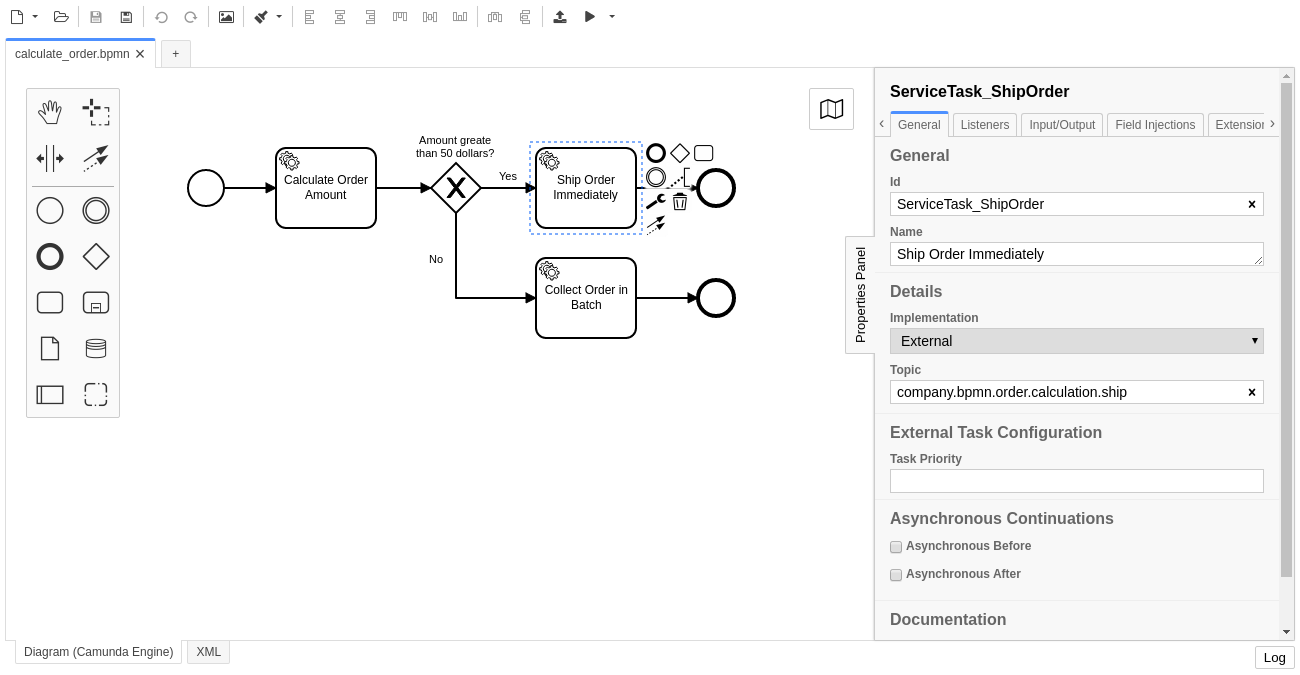 calculate_order.bpmn
+
ServiceTask_ShipOrder
General
Listeners
Input/Output
Field Injections
Extension
Amount greate
than 50 dollars?
Calculate Order
Amount
Yes
Ship Order
Immediately
No
Collect Order in
Batch
Properties Panel
General
Id
ServiceTask_ShipOrder
Name
Ship Order Immediately
Details
Implementation
External
Topic
company.bpmn.order.calculation.ship
External Task Configuration
Task Priority
Asynchronous Continuations
Asynchronous Before
Asynchronous After
Documentation
Diagram (Camunda Engine)
XML
Log